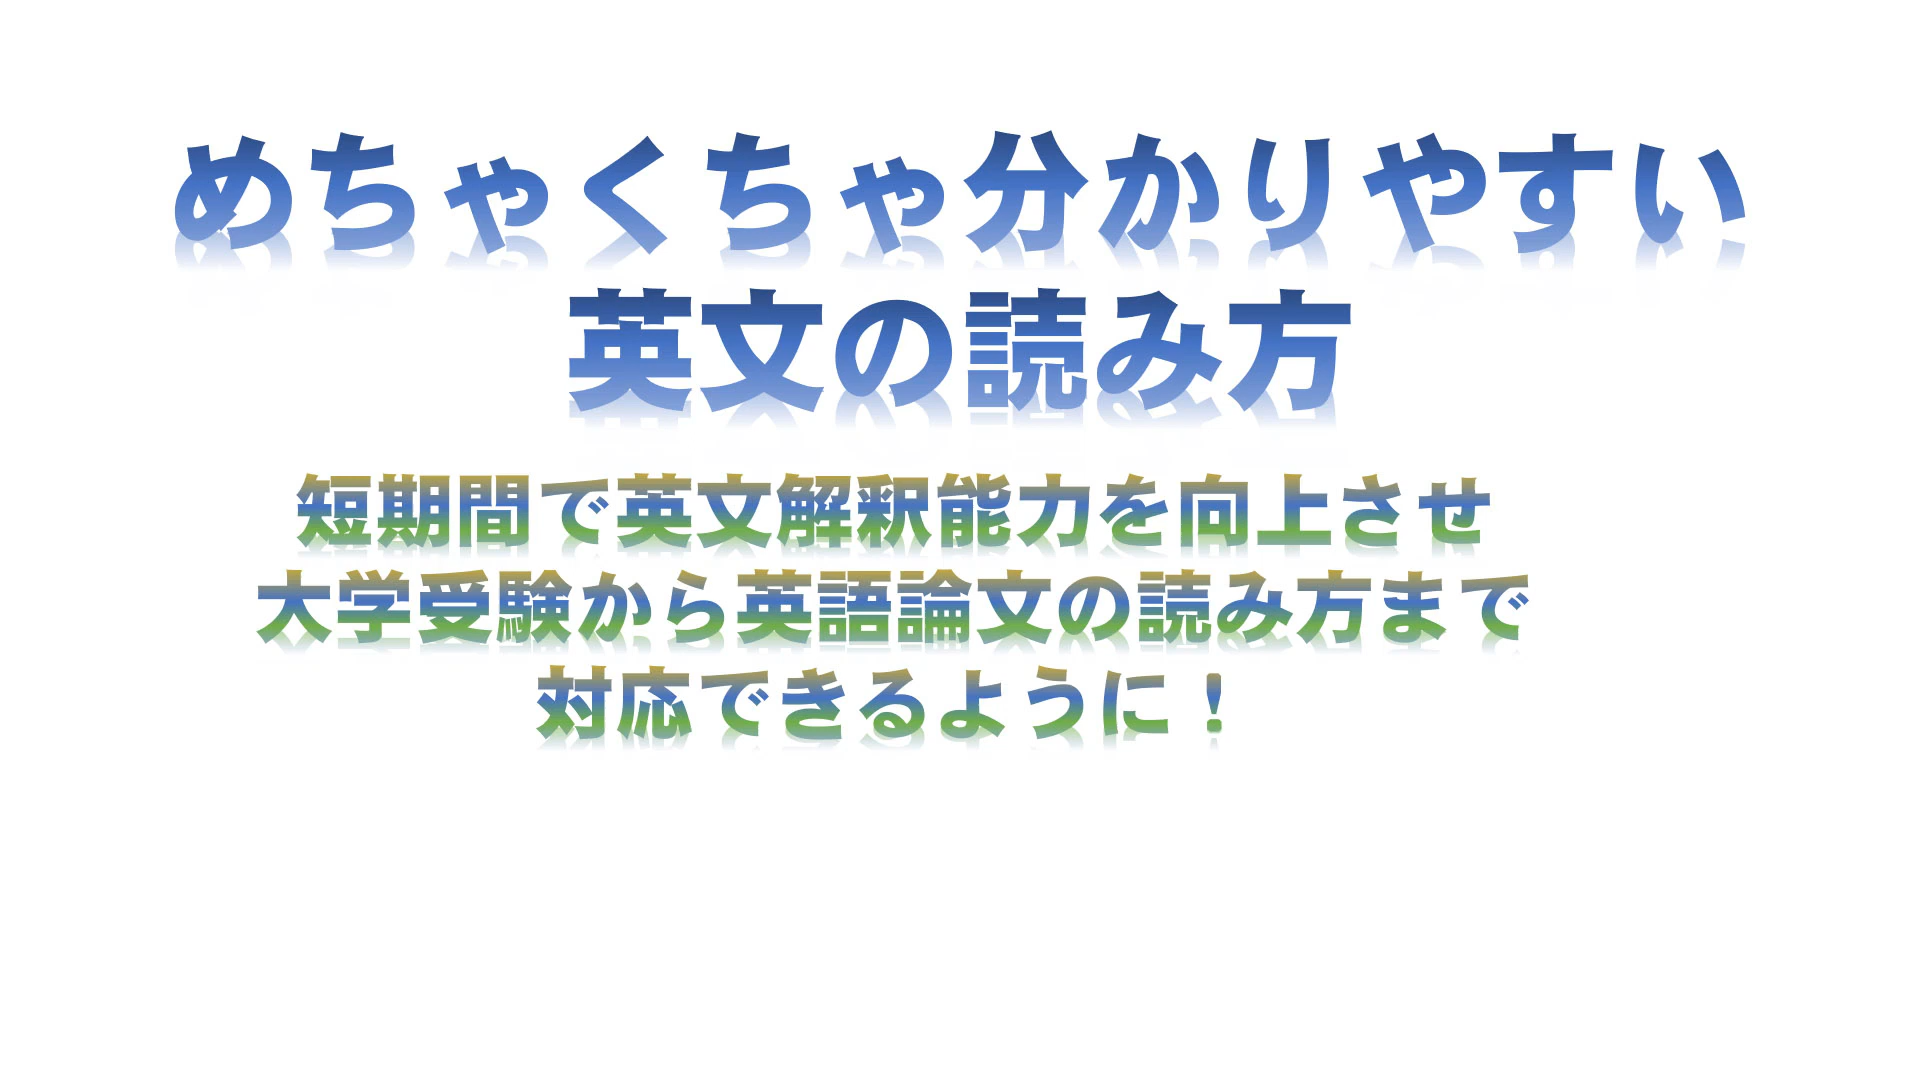 めちゃくちゃ分かりやすい
英文の読み方
短期間で英文解釈能力を向上させ
大学受験から英語論文の読み方まで
対応できるように！